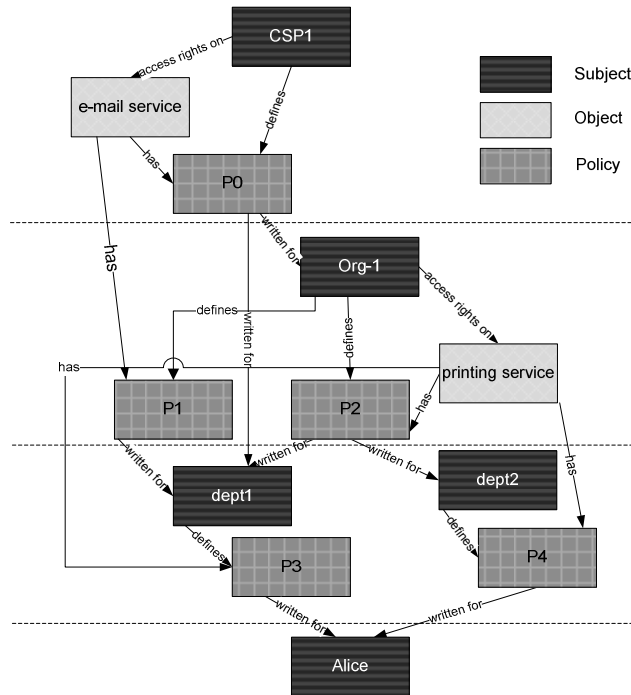 CSP1
access rights on
Subject
e-mail service
defines
Object
has
Policy
P0
has
written for
Org-1
access rights on
defines
written for
defines
has
printing service
P1
P2
has
written for
written for
written for
has
dept1
dept2
defines
defines
P3
P4
written for
written for
Alice